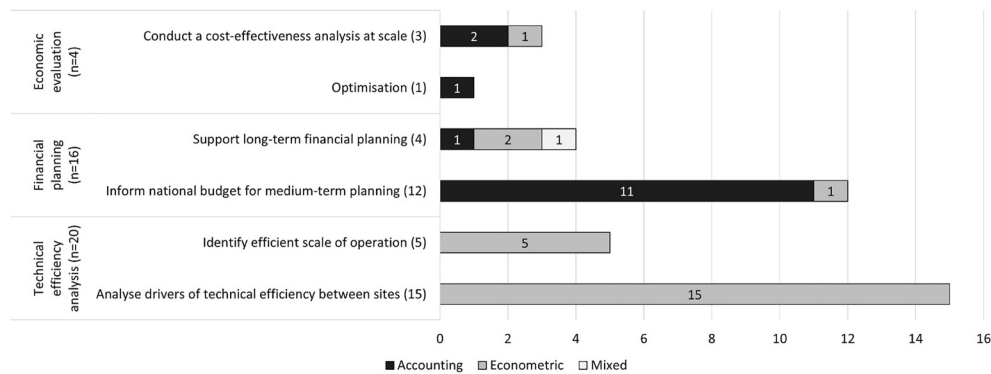 Economic
evaluation
(n=4)
Conduct a cost-effectiveness analysis at scale (3)
2 1
Optimisation (1)
1
Financial
planning
(n=16)
Support long-term financial planning (4)
1 2 1
Inform national budget for medium-term planning (12)
11 1
Technical
efficiency
analysis (n=20)
Identify efficient scale of operation (5)
5
Analyse drivers of technical efficiency between sites (15)
15
0 2 4 6 8 10 12 14 16
Accounting Econometric Mixed